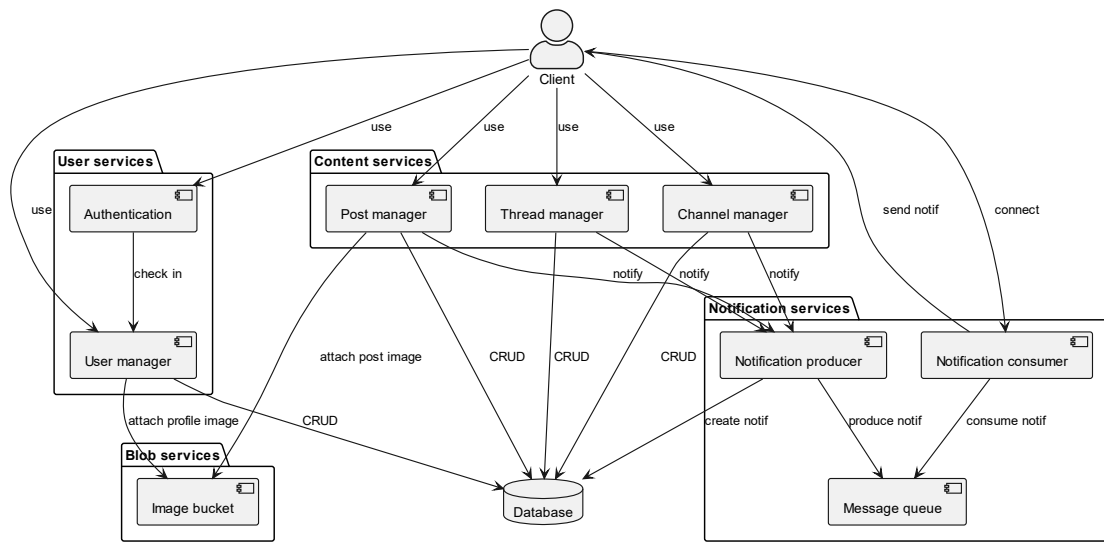 Client
use
use
use
use
User services
Content services
Authentication
Post manager
Thread manager
Channel manager
use
send notif
connect
check in
notify
notify
notify
Notification services
User manager
attach post image
CRUD
CRUD
CRUD
Notification producer
Notification consumer
attach profile image
CRUD
create notif
produce notif
consume notif
Blob services
Image bucket
Database
Message queue